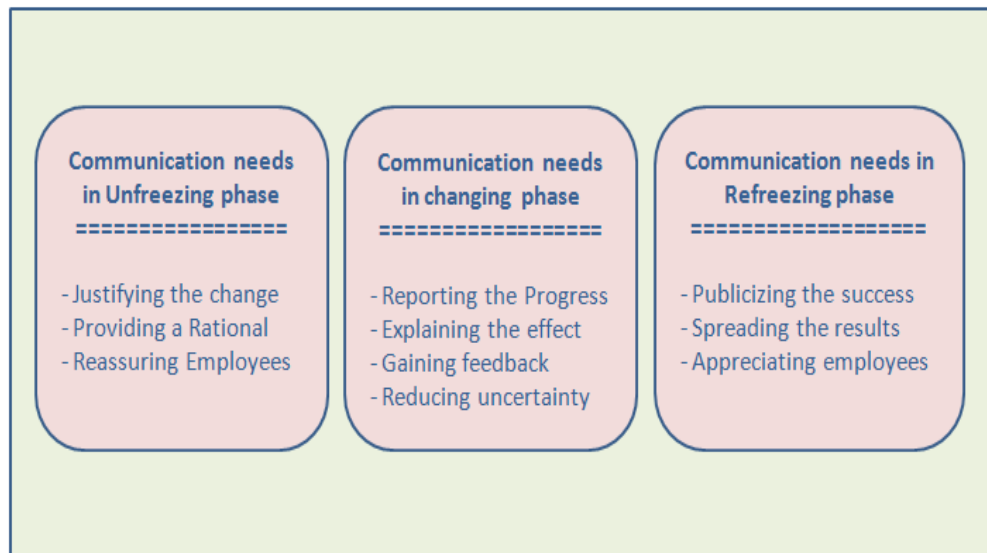 Communication needs
in Unfreezing phase
=================
- Justifying the change
- Providing a Rational
- Reassuring Employees
Communication needs
in changing phase
==================
- Reporting the Progress
- Explaining the effect
- Gaining feedback
- Reducing uncertainty
Communication needs in
Refreezing phase
===================
- Publicizing the success
- Spreading the results
- Appreciating employees